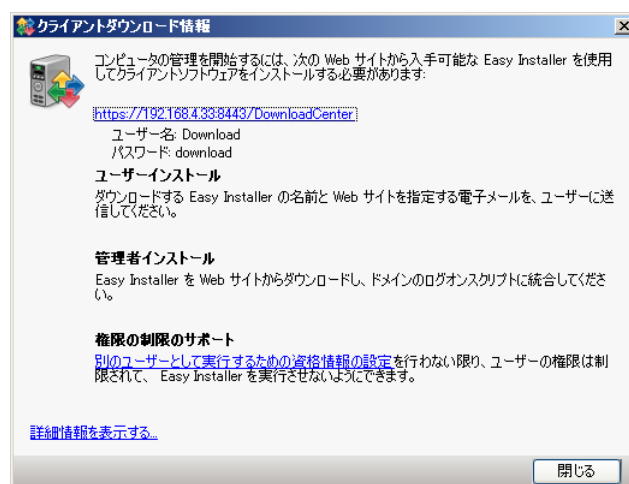 クライアントダウンロード情報
コンピュータの管理を開始するには、次の Web サイトから入手可能な Easy Installer を使用
してクライアントソフトウェアをインストールする必要があります:
https://192.168.4.33:8443/DownloadCenter
ユーザー名: Download
パスワード: download
ユーザーインストール
ダウンロードする Easy Installer の名前と Web サイトを指定する電子メールを、ユーザーに送
信してください。
管理者インストール
Easy Installer を Web サイトからダウンロードし、ドメインのログオンスクリプトに統合してくださ
い。
権限の制限のサポート
別のユーザーとして実行するための資格情報の設定を行わない限り、ユーザーの権限は制
限されて、 Easy Installer を実行させないようにできます。
詳細情報を表示する...
閉じる